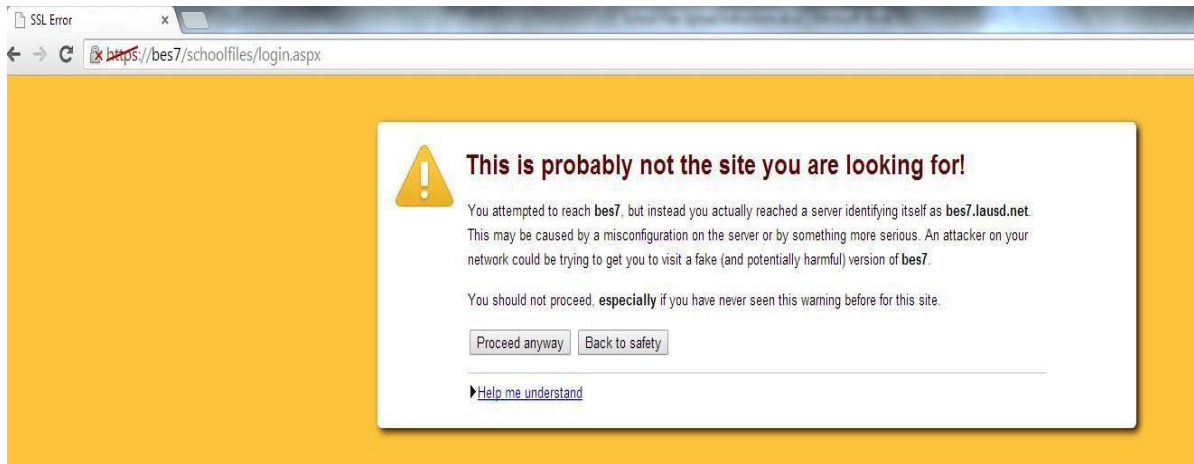 SSL Error
https://bes7/schoolfiles/login.aspx
This is probably not the site you are looking for!
You attempted to reach bes7, but instead you actually reached a server identifying itself as bes7.lausd.net.
This may be caused by a misconfiguration on the server or by something more serious. An attacker on your
network could be trying to get you to visit a fake (and potentially harmful) version of bes7.
You should not proceed, especially if you have never seen this warning before for this site.
Proceed anyway Back to safety
Help me understand